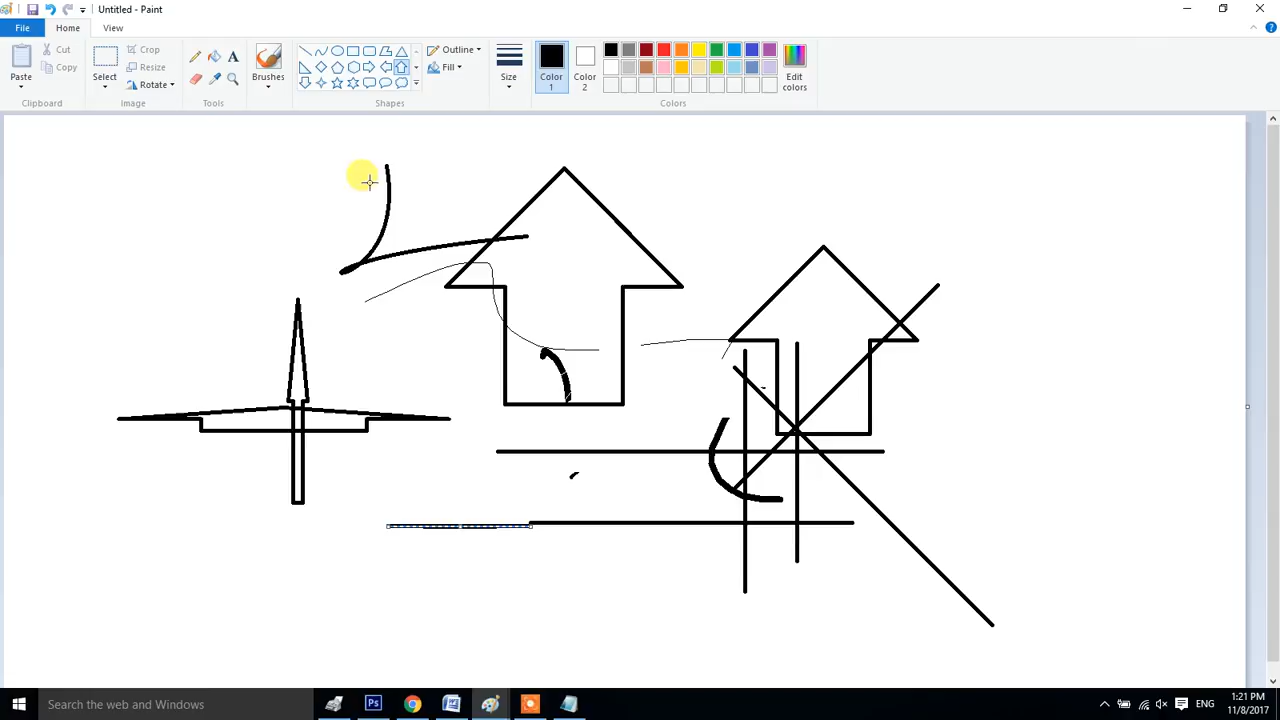 Untitled - Paint
File Home View
Paste
Cut
Copy
Clipboard
Select
Crop
Resize
Rotate
Image
Tools
Brushes
Outline
Fill
Shapes
Size
Color 1
Color 2
Edit colors
Colors
Search the web and Windows
ENG
1:21 PM
11/8/2017